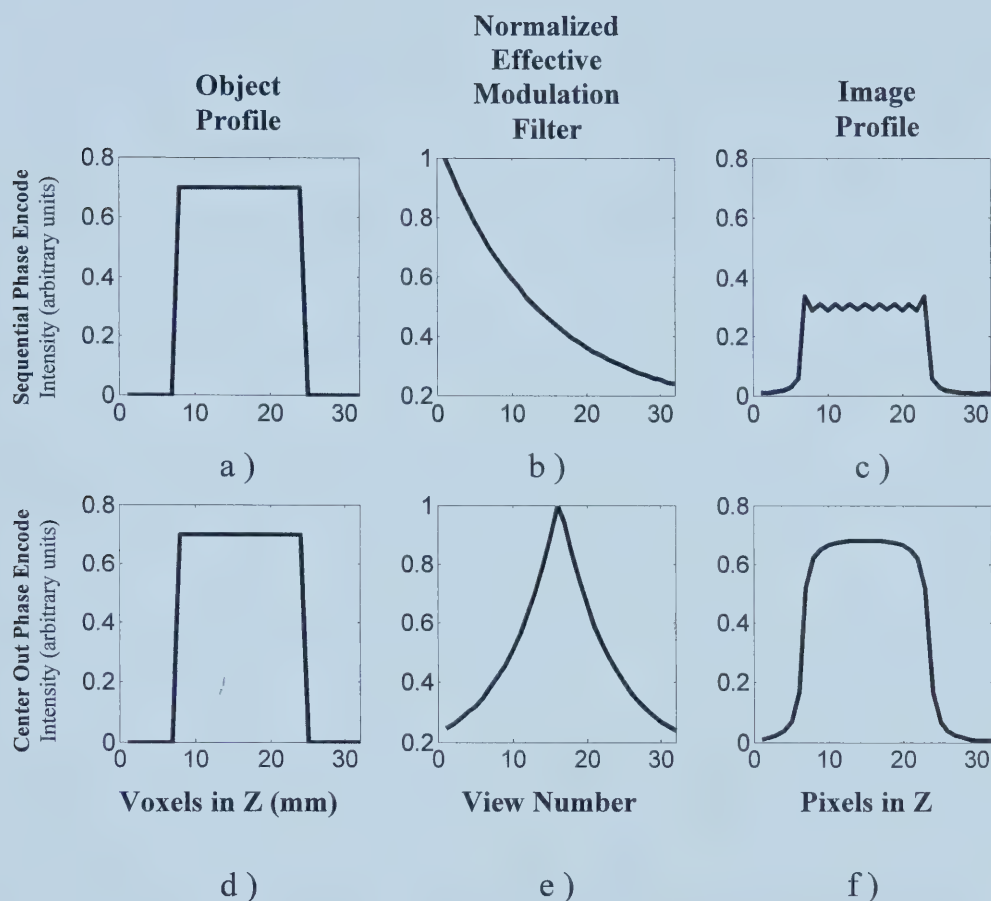 Object
Profile
Normalized
Effective
Modulation
Filter
Image
Profile
Sequential Phase Encode
Intensity (arbitrary units)
0.8
0.6
0.4
0.2
0
0 10 20 30
a )
1
0.8
0.6
0.4
0.2
0 10 20 30
b )
0.8
0.6
0.4
0.2
0
0 10 20 30
c )
Center Out Phase Encode
Intensity (arbitrary units)
0.8
0.6
0.4
0.2
0
0 10 20 30
Voxels in Z (mm)
d )
1
0.8
0.6
0.4
0.2
0 10 20 30
View Number
e )
0.8
0.6
0.4
0.2
0
0 10 20 30
Pixels in Z
f )